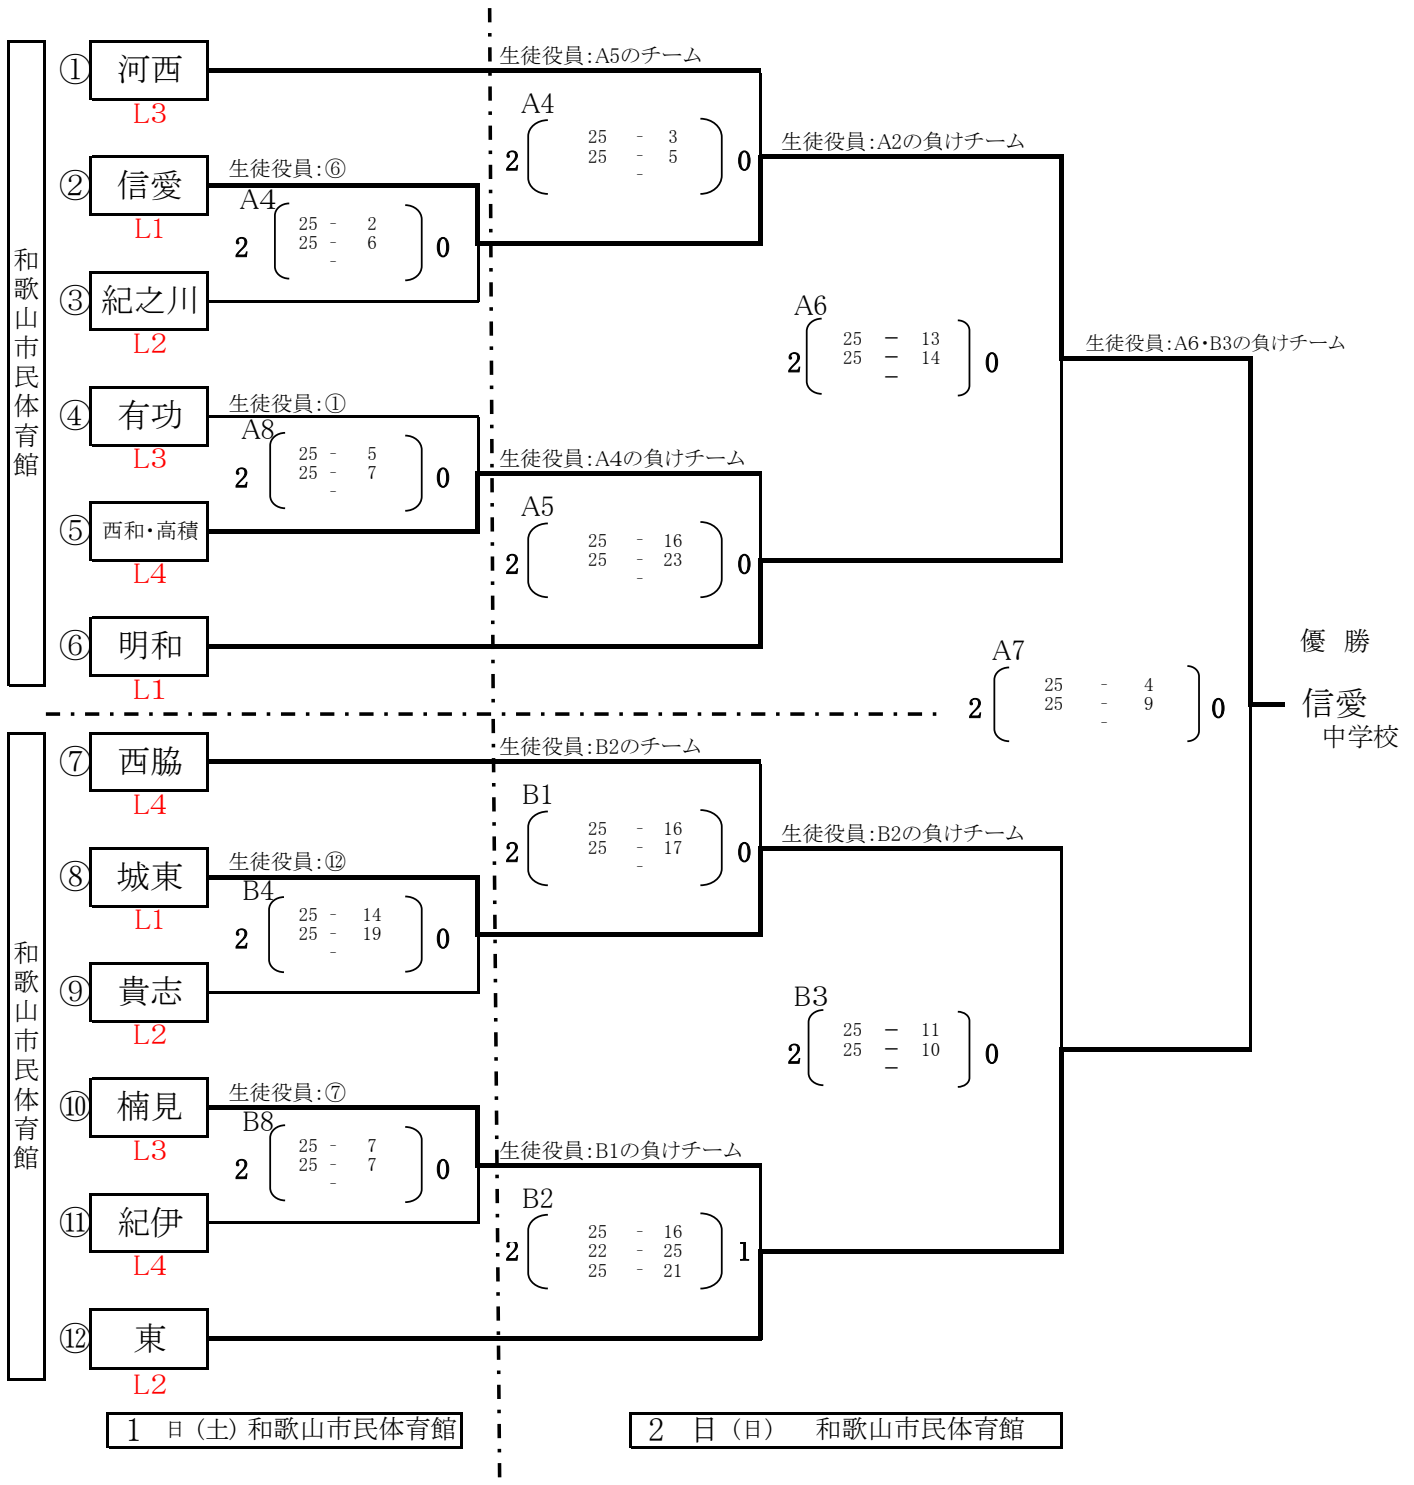 和歌山市民体育館
① 河西
L3
② 信愛
L1
③ 紀之川
L2
④ 有功
L3
⑤ 西和・高積
L4
⑥ 明和
L1
生徒役員:⑥
A4
2 25 - 2 0
25 - 6
-
生徒役員:①
A8
2 25 - 5 0
25 - 7
-
生徒役員:A5のチーム
A4
2 25 - 3 0
25 - 5
-
生徒役員:A4の負けチーム
A5
2 25 - 16 0
25 - 23
-
生徒役員:A2の負けチーム
A6
2 25 ー 13 0
25 ー 14
ー
生徒役員:A6・B3の負けチーム
A7
2 25 - 4 0
25 - 9
-
優 勝
信愛
中学校
和歌山市民体育館
⑦ 西脇
L4
⑧ 城東
L1
⑨ 貴志
L2
⑩ 楠見
L3
⑪ 紀伊
L4
⑫ 東
L2
生徒役員:⑫
B4
2 25 - 14 0
25 - 19
-
生徒役員:⑦
B8
2 25 - 7 0
25 - 7
-
生徒役員:B2のチーム
B1
2 25 - 16 0
25 - 17
-
生徒役員:B1の負けチーム
B2
2 25 - 16 1
22 - 25
25 - 21
生徒役員:B2の負けチーム
B3
2 25 ー 11 0
25 ー 10
ー
1 日(土)和歌山市民体育館
2 日(日) 和歌山市民体育館